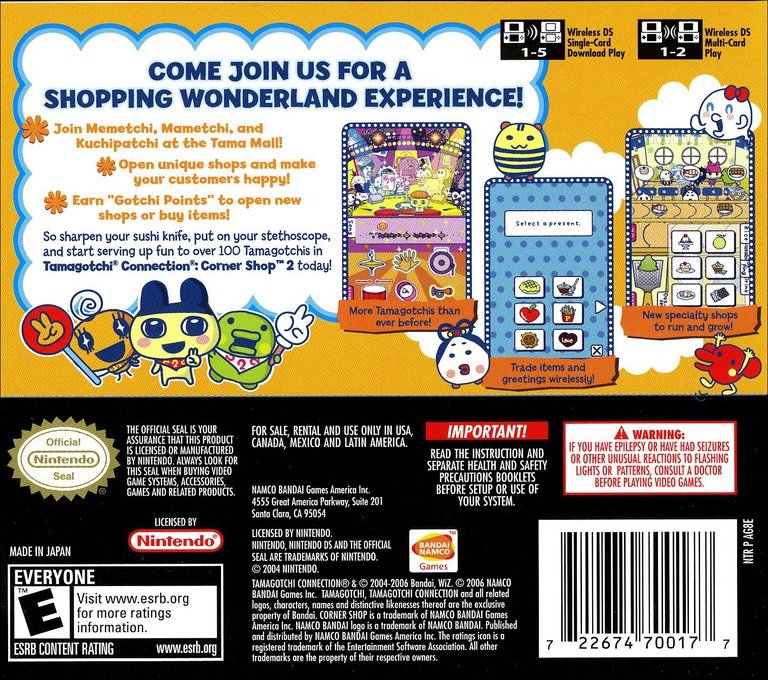 1-5
Wireless DS
Single-Card
Download Play
1-2
Wireless DS
Multi-Card
Play
COME JOIN US FOR A
SHOPPING WONDERLAND EXPERIENCE!
Join Memetchi, Mametchi, and
Kuchipatchi at the Tama Mall!
Open unique shops and make
your customers happy!
Earn "Gotchi Points" to open new
shops or buy items!
So sharpen your sushi knife, put on your stethoscope,
and start serving up fun to over 100 Tamagotchis in
Tamagotchi® Connection®: Corner Shop™ 2 today!
More Tamagotchis than
ever before!
Select a present.
Love
Trade items and
greetings wirelessly!
New specialty shops
to run and grow!
Official
Nintendo
Seal
®
THE OFFICIAL SEAL IS YOUR
ASSURANCE THAT THIS PRODUCT
IS LICENSED OR MANUFACTURED
BY NINTENDO. ALWAYS LOOK FOR
THIS SEAL WHEN BUYING VIDEO
GAME SYSTEMS, ACCESSORIES,
GAMES AND RELATED PRODUCTS.
LICENSED BY
Nintendo®
MADE IN JAPAN
EVERYONE
™
E
Visit www.esrb.org
for more ratings
information.
ESRB CONTENT RATING www.esrb.org
FOR SALE, RENTAL AND USE ONLY IN USA,
CANADA, MEXICO AND LATIN AMERICA.
NAMCO BANDAI Games America Inc.
4555 Great America Parkway, Suite 201
Santa Clara, CA 95054
LICENSED BY NINTENDO.
NINTENDO, NINTENDO DS AND THE OFFICIAL
SEAL ARE TRADEMARKS OF NINTENDO.
© 2004 NINTENDO.
BANDAI
NAMCO
™
Games
TAMAGOTCHI CONNECTION® & © 2004-2006 Bandai, WiZ. © 2006 NAMCO
BANDAI Games Inc. TAMAGOTCHI, TAMAGOTCHI CONNECTION and all related
logos, characters, names and distinctive likenesses thereof are the exclusive
property of Bandai. CORNER SHOP is a trademark of NAMCO BANDAI Games
America Inc. NAMCO BANDAI logo is a trademark of NAMCO BANDAI. Published
and distributed by NAMCO BANDAI Games America Inc. The ratings icon is a
registered trademark of the Entertainment Software Association. All other
trademarks are the property of their respective owners.
IMPORTANT!
READ THE INSTRUCTION AND
SEPARATE HEALTH AND SAFETY
PRECAUTIONS BOOKLETS
BEFORE SETUP OR USE OF
YOUR SYSTEM.
WARNING:
IF YOU HAVE EPILEPSY OR HAVE HAD SEIZURES
OR OTHER UNUSUAL REACTIONS TO FLASHING
LIGHTS OR PATTERNS, CONSULT A DOCTOR
BEFORE PLAYING VIDEO GAMES.
NTR P AG8E
7 22674 70017 7